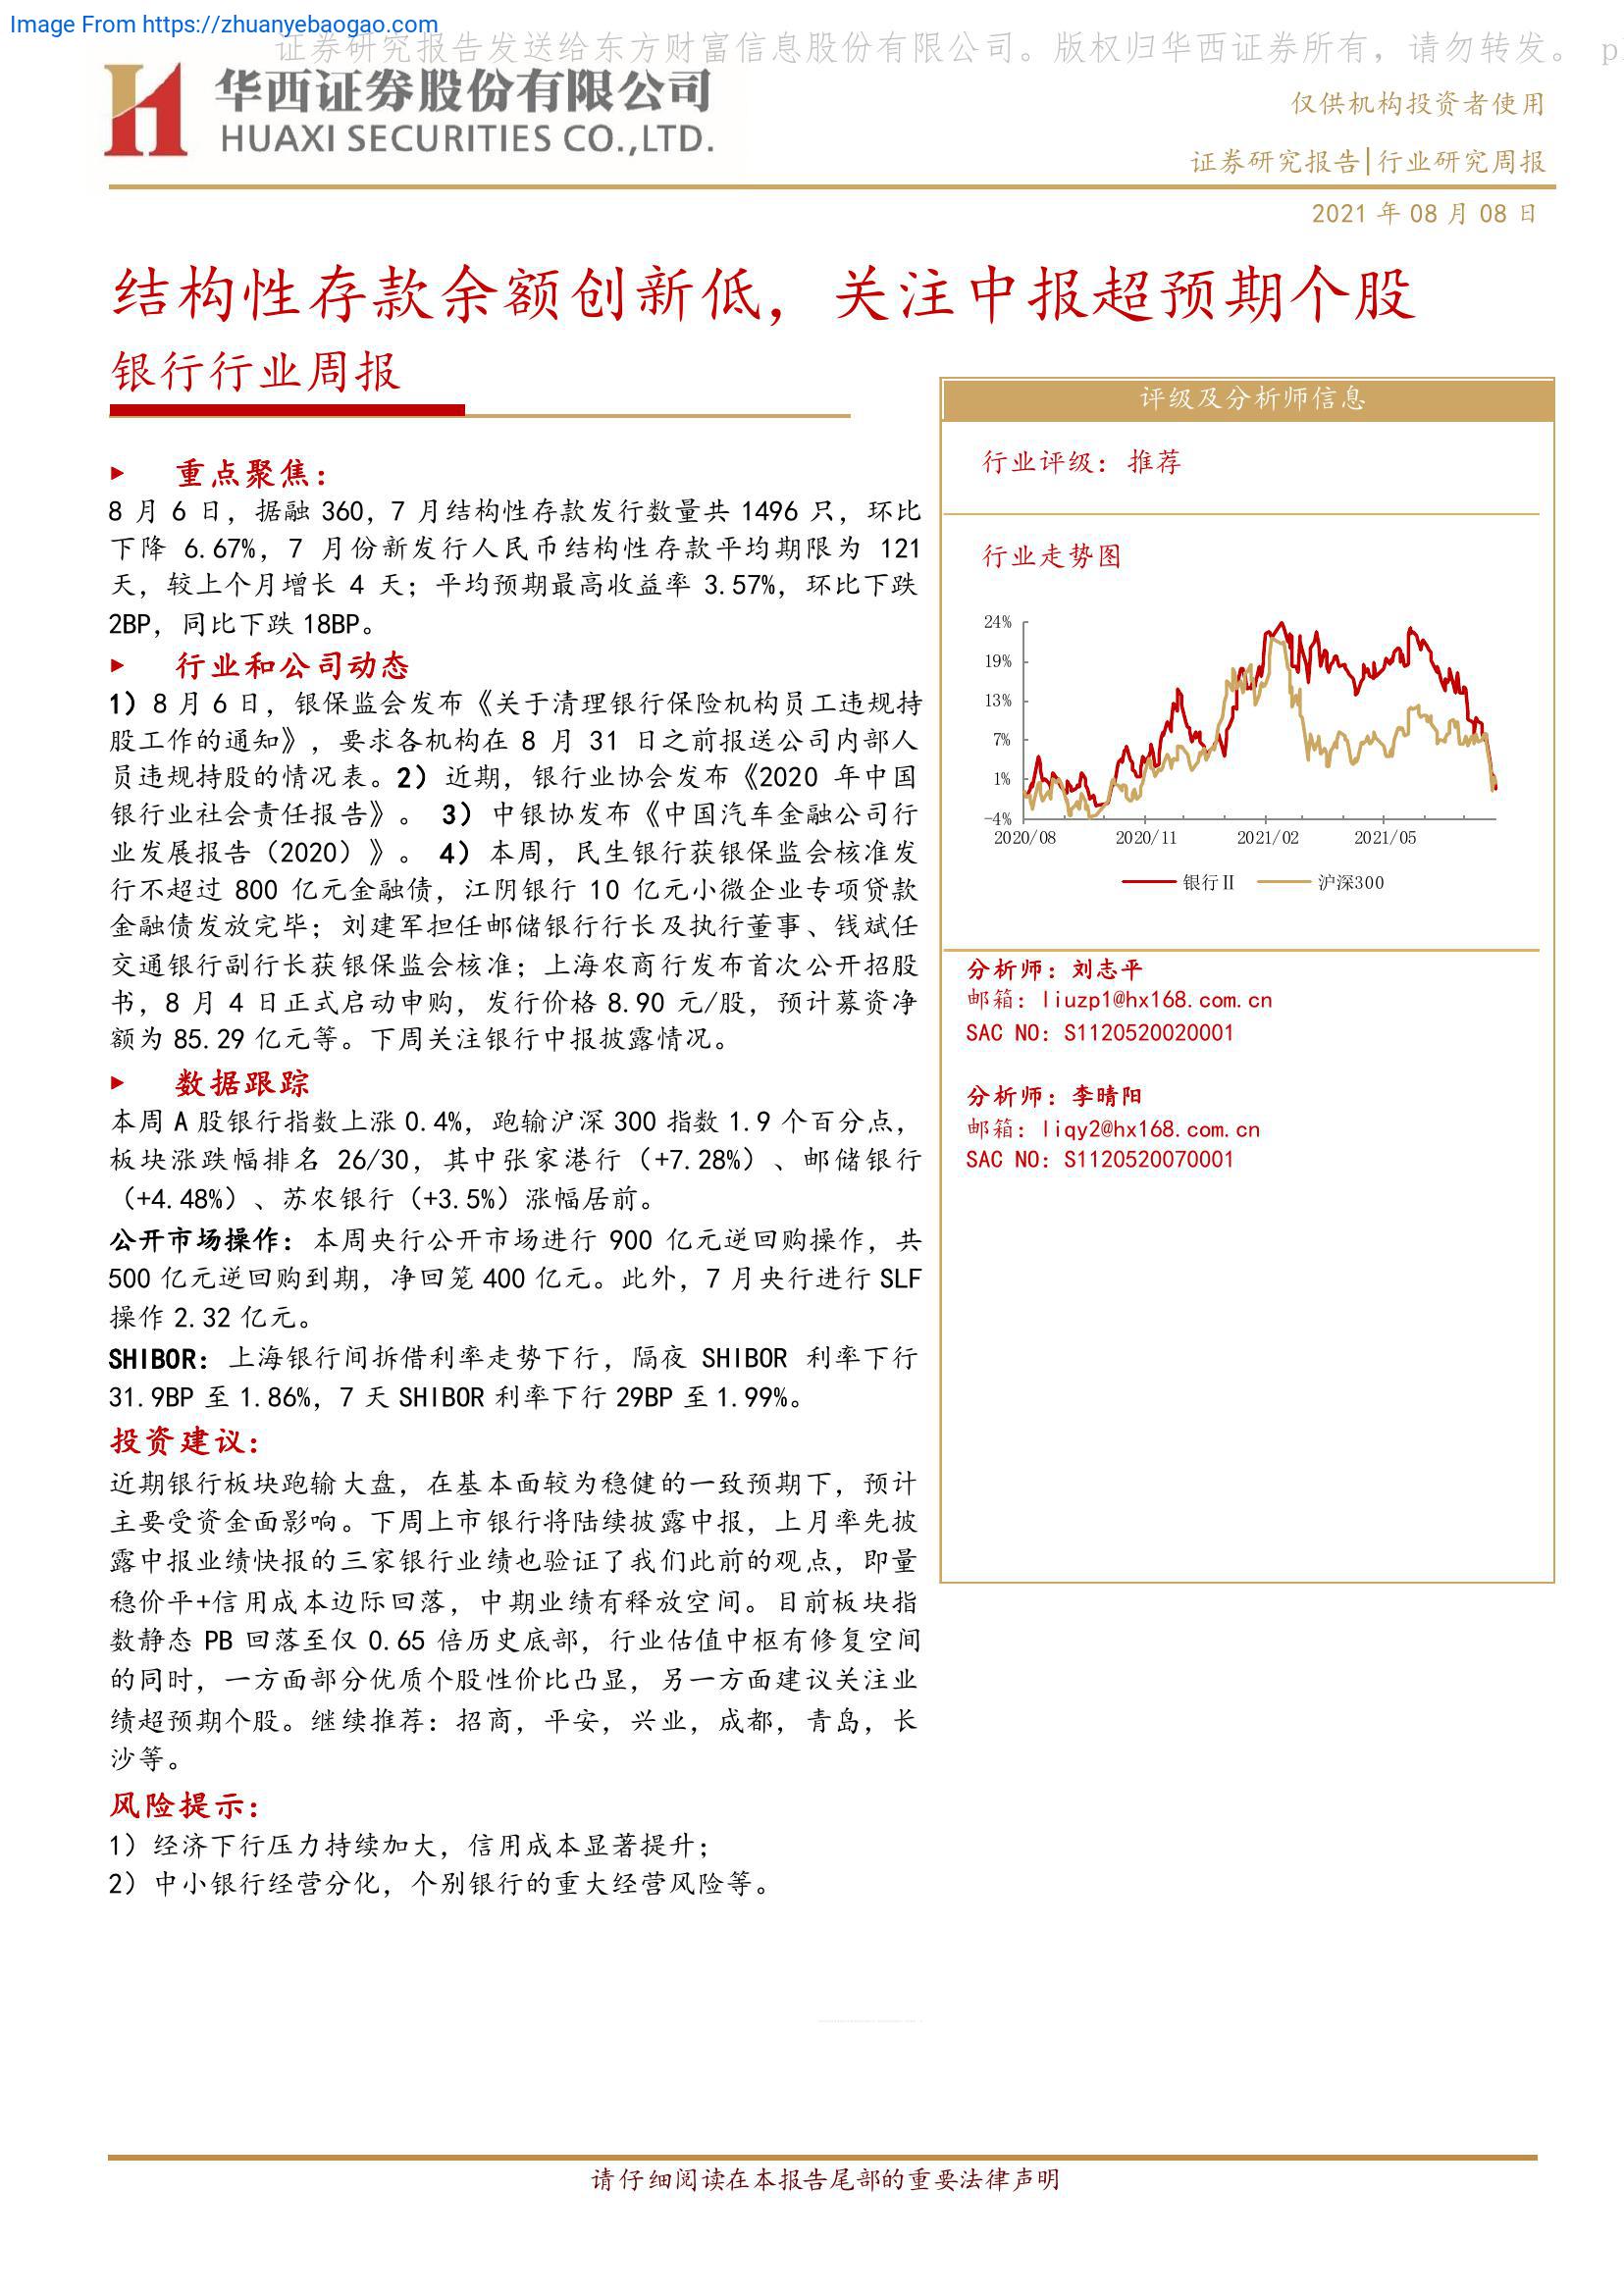 Image From https://zhuanyebaogao.com
证券研究报告发送给东方财富信息股份有限公司。版权归华西证券所有，请勿转发。 p
华西证券股份有限公司
HUAXI SECURITIES CO.,LTD.
仅供机构投资者使用
证券研究报告|行业研究周报
2021 年 08 月 08 日
结构性存款余额创新低，关注中报超预期个股
银行行业周报
重点聚焦：
8 月 6 日，据融 360，7 月结构性存款发行数量共 1496 只，环比
下降 6.67%，7 月份新发行人民币结构性存款平均期限为 121
天，较上个月增长 4 天；平均预期最高收益率 3.57%，环比下跌
2BP，同比下跌 18BP。
行业和公司动态
1）8 月 6 日，银保监会发布《关于清理银行保险机构员工违规持
股工作的通知》，要求各机构在 8 月 31 日之前报送公司内部人
员违规持股的情况表。2）近期，银行业协会发布《2020 年中国
银行业社会责任报告》。 3）中银协发布《中国汽车金融公司行
业发展报告（2020）》。 4）本周，民生银行获银保监会核准发
行不超过 800 亿元金融债，江阴银行 10 亿元小微企业专项贷款
金融债发放完毕；刘建军担任邮储银行行长及执行董事、钱斌任
交通银行副行长获银保监会核准；上海农商行发布首次公开招股
书，8 月 4 日正式启动申购，发行价格 8.90 元/股，预计募资净
额为 85.29 亿元等。下周关注银行中报披露情况。
数据跟踪
本周 A 股银行指数上涨 0.4%，跑输沪深 300 指数 1.9 个百分点，
板块涨跌幅排名 26/30，其中张家港行（+7.28%）、邮储银行
（+4.48%）、苏农银行（+3.5%）涨幅居前。
公开市场操作：本周央行公开市场进行 900 亿元逆回购操作，共
500 亿元逆回购到期，净回笼 400 亿元。此外，7 月央行进行 SLF
操作 2.32 亿元。
SHIBOR：上海银行间拆借利率走势下行，隔夜 SHIBOR 利率下行
31.9BP 至 1.86%，7 天 SHIBOR 利率下行 29BP 至 1.99%。
投资建议：
近期银行板块跑输大盘，在基本面较为稳健的一致预期下，预计
主要受资金面影响。下周上市银行将陆续披露中报，上月率先披
露中报业绩快报的三家银行业绩也验证了我们此前的观点，即量
稳价平+信用成本边际回落，中期业绩有释放空间。目前板块指
数静态 PB 回落至仅 0.65 倍历史底部，行业估值中枢有修复空间
的同时，一方面部分优质个股性价比凸显，另一方面建议关注业
绩超预期个股。继续推荐：招商，平安，兴业，成都，青岛，长
沙等。
风险提示：
1）经济下行压力持续加大，信用成本显著提升；
2）中小银行经营分化，个别银行的重大经营风险等。
评级及分析师信息
行业评级：推荐
行业走势图
24%
19%
13%
7%
1%
-4%
2020/08 2020/11 2021/02 2021/05
银行Ⅱ 沪深300
分析师：刘志平
邮箱：liuzp1@hx168.com.cn
SAC NO：S1120520020001
分析师：李晴阳
邮箱：liqy2@hx168.com.cn
SAC NO：S1120520070001
请仔细阅读在本报告尾部的重要法律声明